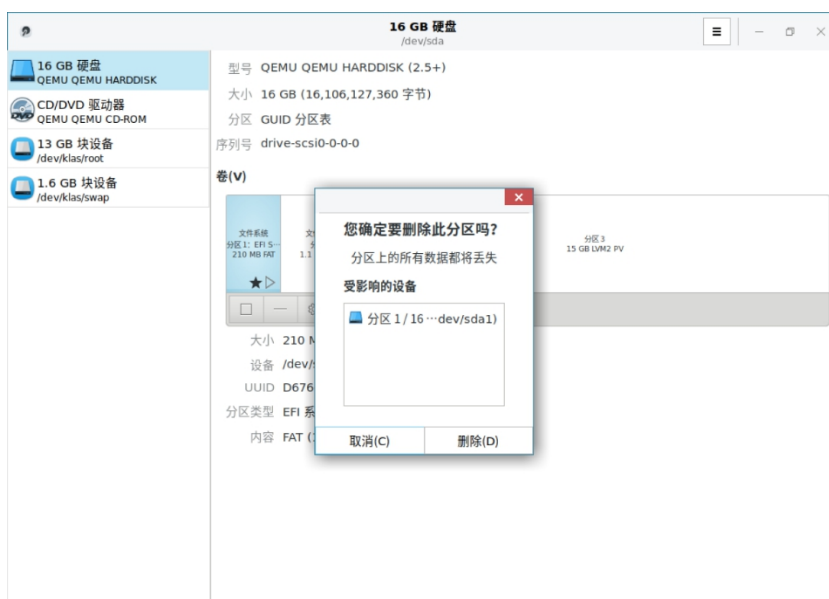 16 GB 硬盘
/dev/sda
16 GB 硬盘
QEMU QEMU HARDDISK
CD/DVD 驱动器
QEMU QEMU CD-ROM
13 GB 块设备
/dev/klas/root
1.6 GB 块设备
/dev/klas/swap
型号 QEMU QEMU HARDDISK (2.5+)
大小 16 GB (16,106,127,360 字节)
分区 GUID 分区表
序列号 drive-scsi0-0-0-0
卷(V)
文件系统
分区 1：EFI S…
210 MB FAT
文
分
1.1
分区 3
15 GB LVM2 PV
大小 210 M
设备 /dev/s
UUID D676
分区类型 EFI 系
内容 FAT (
您确定要删除此分区吗?
分区上的所有数据都将丢失
受影响的设备
分区 1 / 16 …dev/sda1)
取消(C) 删除(D)